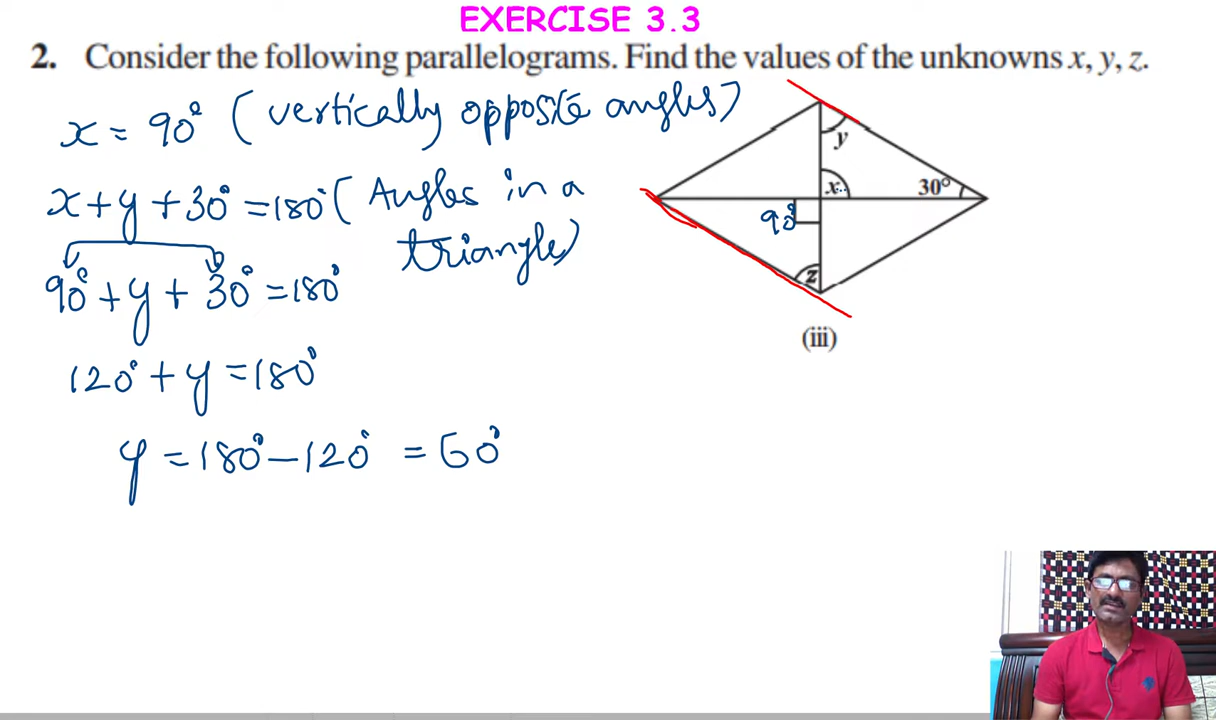 EXERCISE 3.3
2. Consider the following parallelograms. Find the values of the unknowns x, y, z.
x = 90° (vertically opposite angles)
x + y + 30° = 180° (Angles in a
triangle)
90° + y + 30° = 180°
120° + y = 180°
y = 180° - 120° = 60°
y
x
30°
90°
z
(iii)